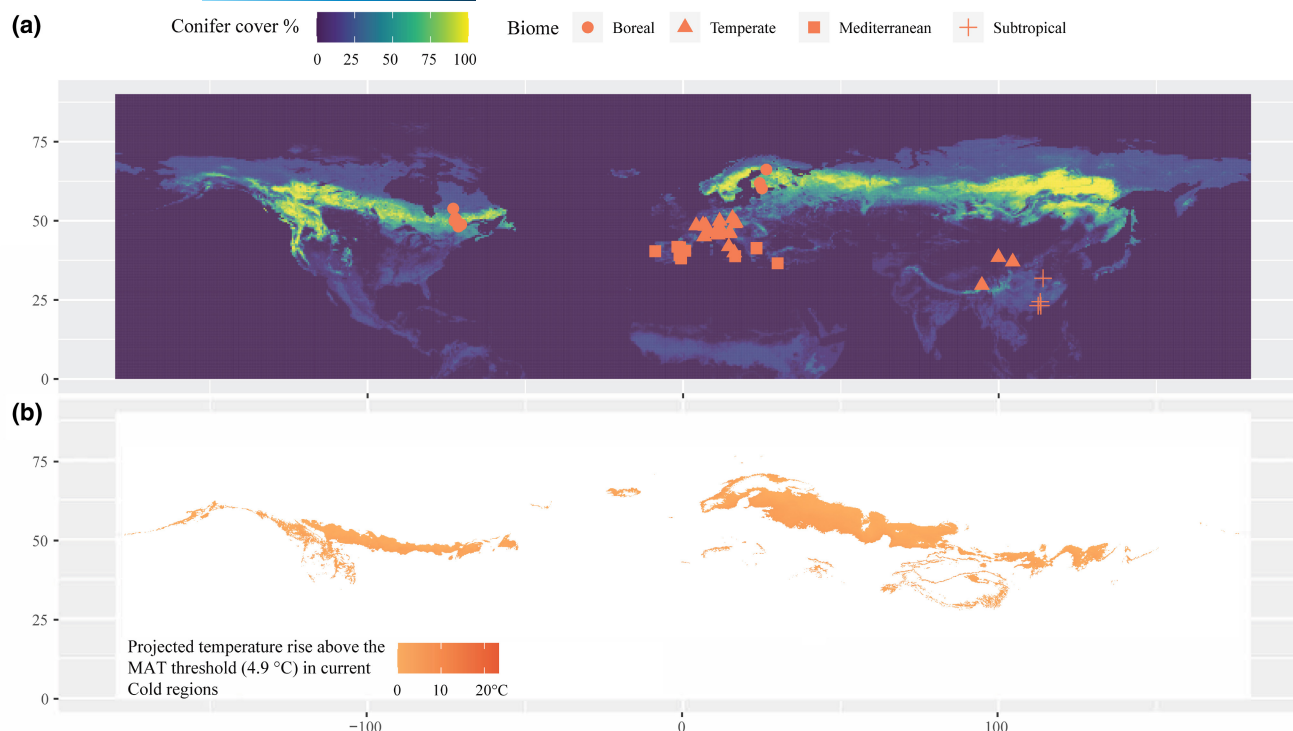 (a)
Conifer cover %
0 25 50 75 100
Biome
Boreal
Temperate
Mediterranean
Subtropical
75
50
25
0
(b)
75
50
25
0
Projected temperature rise above the
MAT threshold (4.9 °C) in current
Cold regions
0 10 20°C
−100 0 100